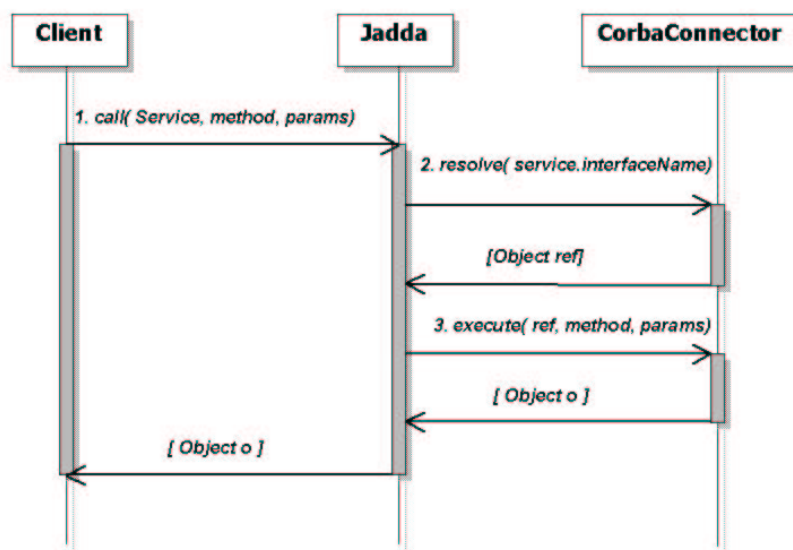 Client
Jadda
CorbaConnector
1. call( Service, method, params)
2. resolve( service.interfaceName)
[Object ref]
3. execute( ref, method, params)
[ Object o ]
[ Object o ]